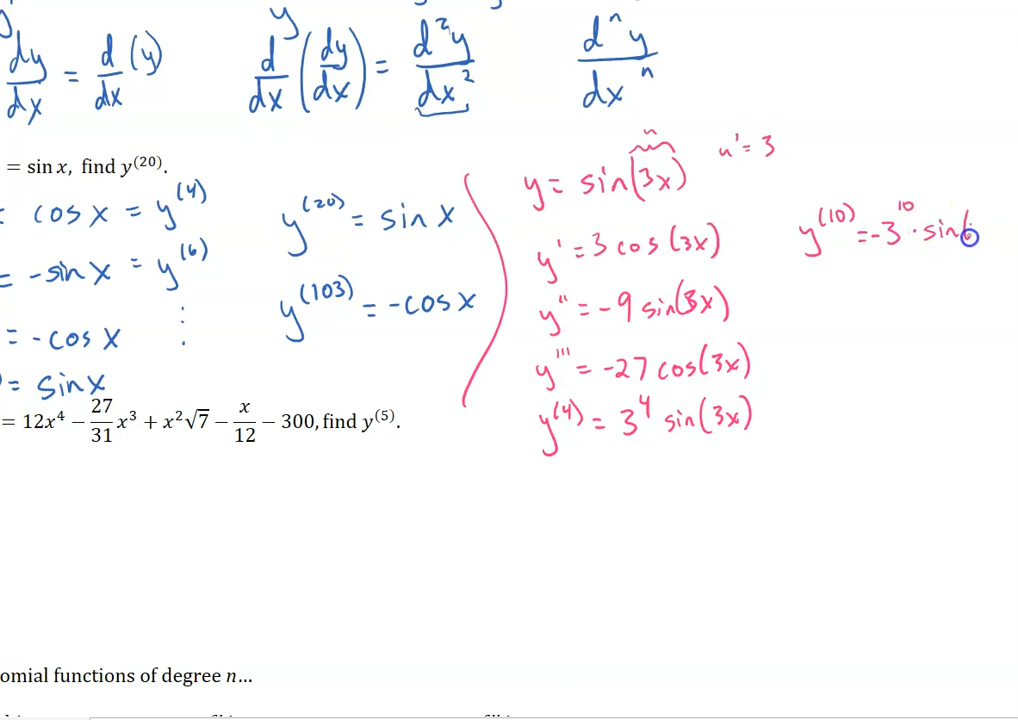 dy/dx = d/dx (y)
d/dx (dy/dx) = d²y/dx²
dⁿy/dxⁿ
= sin x, find y⁽²⁰⁾.
cos x = y⁽⁴⁾
= -sin x = y⁽⁶⁾
⋮
= -cos x
= sin x
y⁽²⁰⁾ = sin x
y⁽¹⁰³⁾ = -cos x
u
u' = 3
y = sin(3x)
y' = 3 cos(3x)
y'' = -9 sin(3x)
y''' = -27 cos(3x)
y⁽⁴⁾ = 3⁴ sin(3x)
y⁽¹⁰⁾ = -3¹⁰ · sin(
= 12x⁴ − 27/31 x³ + x²√7 − x/12 − 300, find y⁽⁵⁾.
omial functions of degree n...